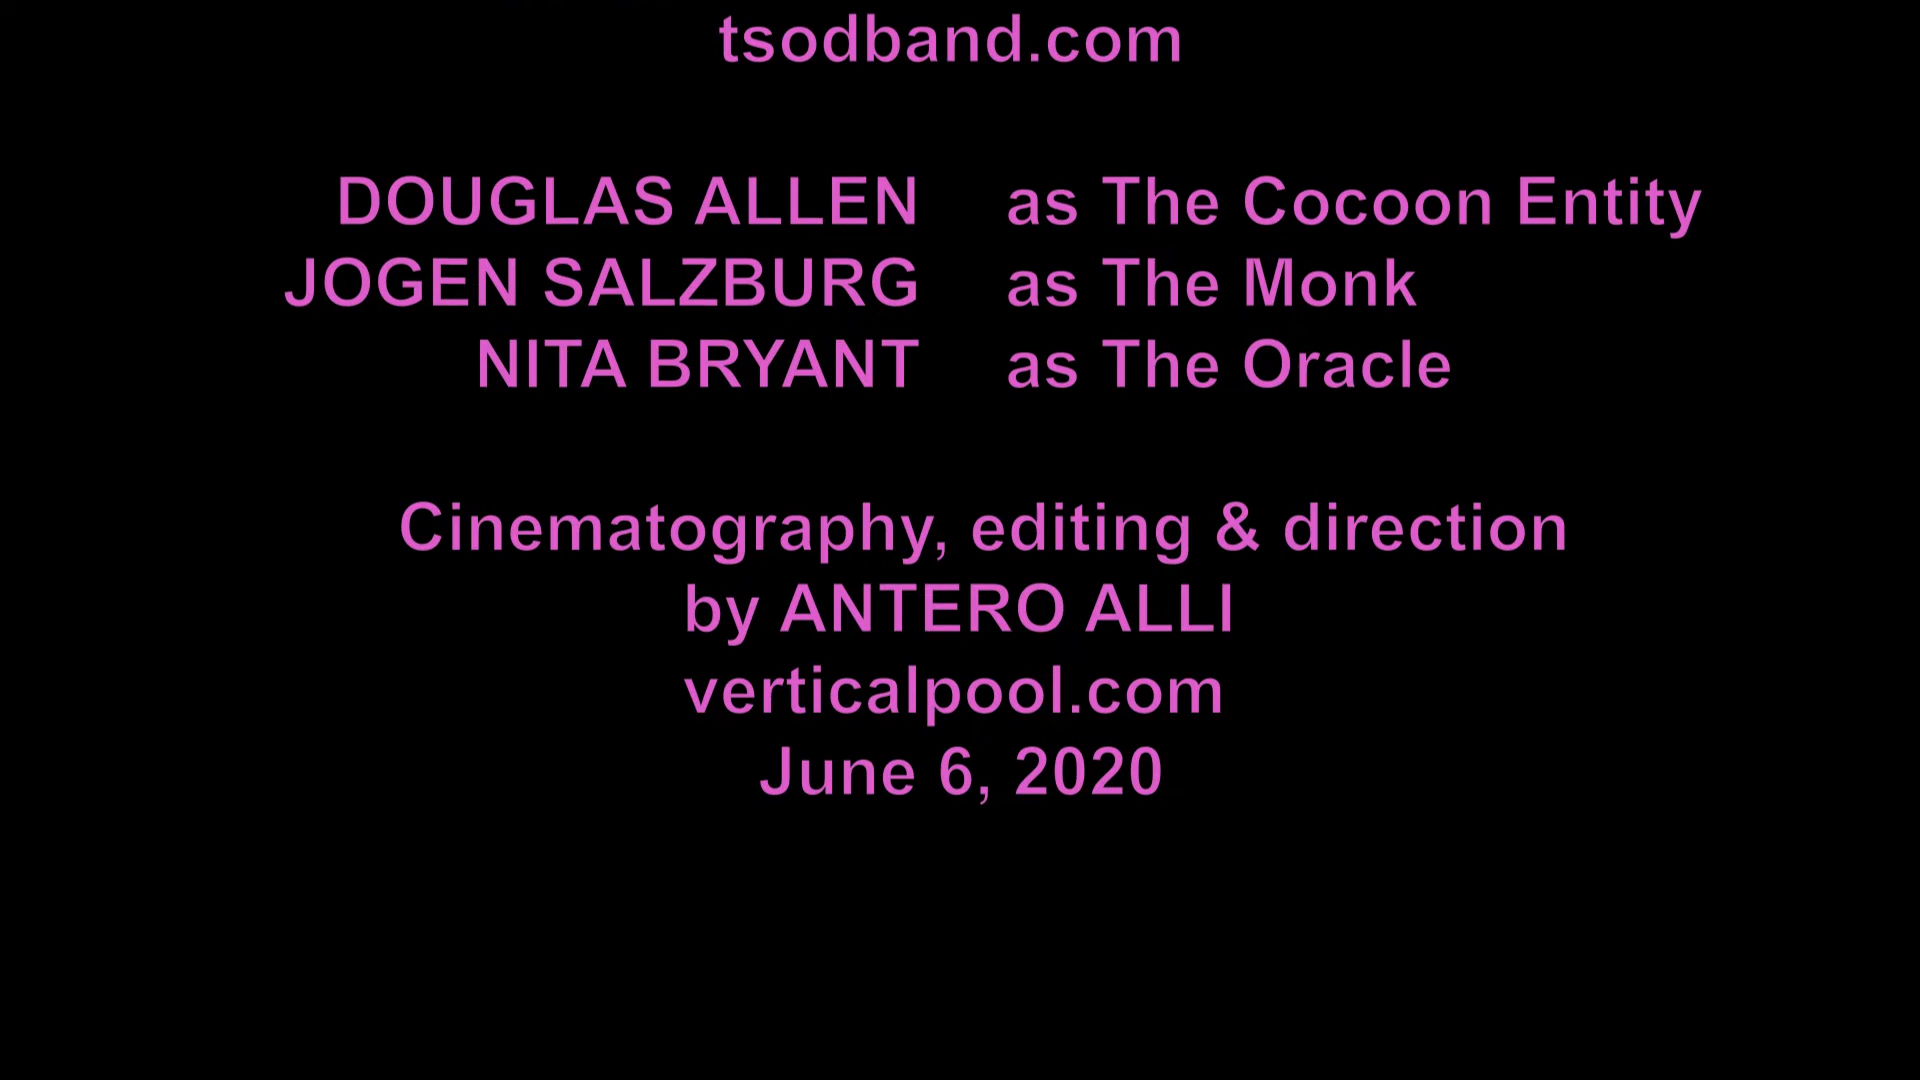 tsodband.com
DOUGLAS ALLEN as The Cocoon Entity
JOGEN SALZBURG as The Monk
NITA BRYANT as The Oracle
Cinematography, editing & direction
by ANTERO ALLI
verticalpool.com
June 6, 2020